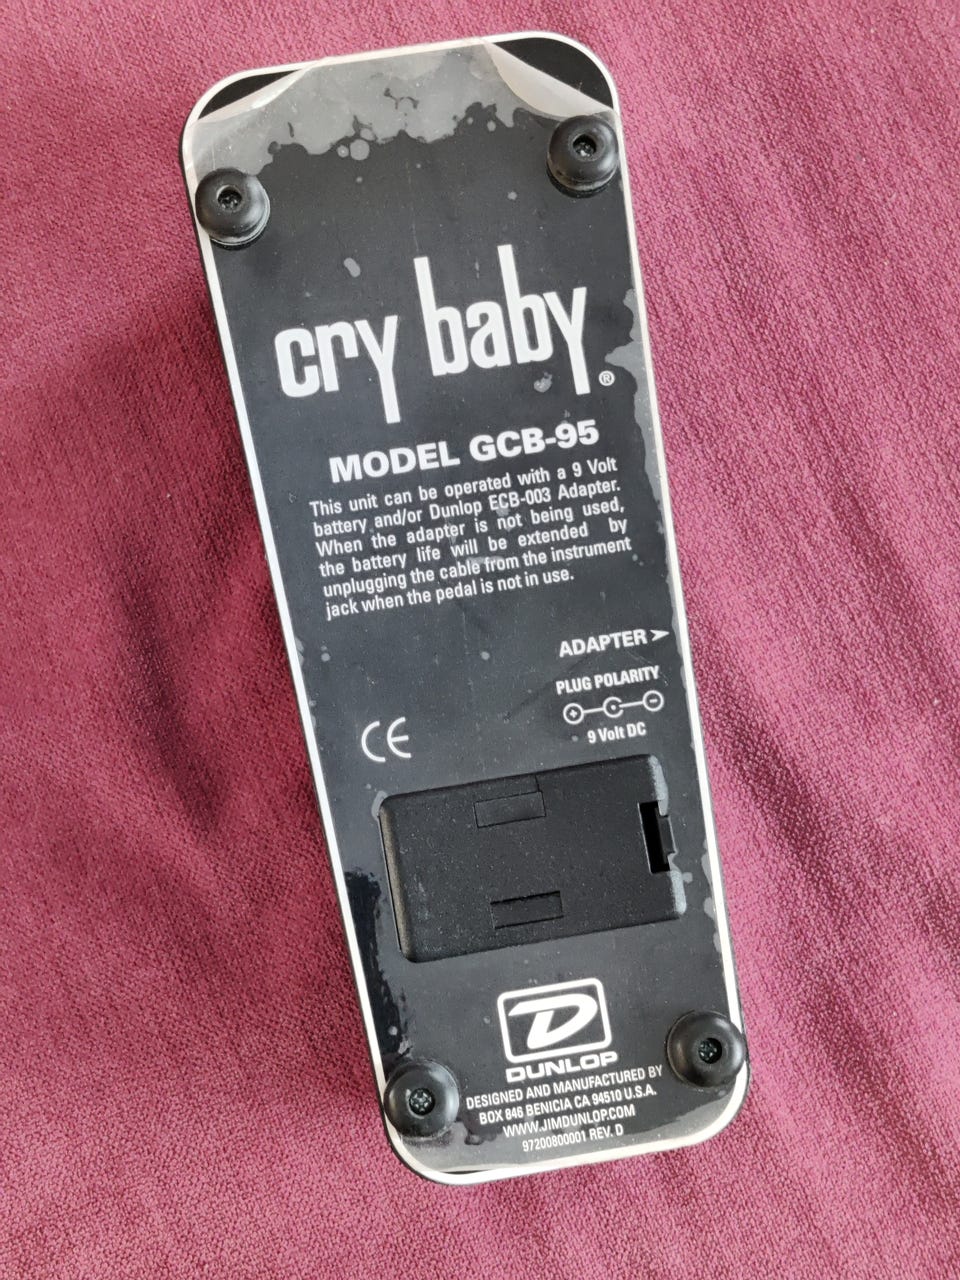 cry baby®
MODEL GCB-95
This unit can be operated with a 9 Volt
battery and/or Dunlop ECB-003 Adapter.
When the adapter is not being used,
the battery life will be extended by
unplugging the cable from the instrument
jack when the pedal is not in use.
ADAPTER ➤
PLUG POLARITY
+ -
9 Volt DC
CE
D
DUNLOP
DESIGNED AND MANUFACTURED BY
BOX 846 BENICIA CA 94510 U.S.A.
WWW.JIMDUNLOP.COM
97200800001 REV. D